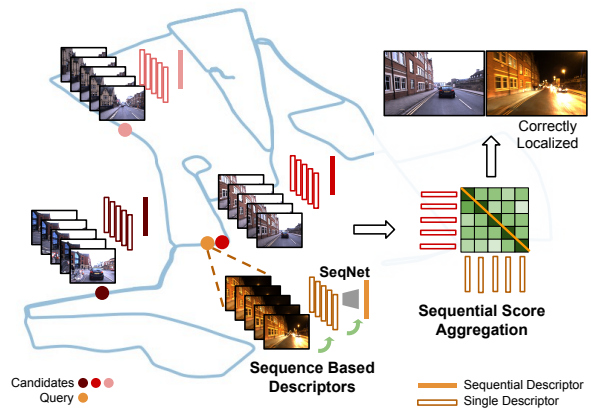 Correctly
Localized
SeqNet
Sequential Score
Aggregation
Sequence Based
Descriptors
Candidates
Query
Sequential Descriptor
Single Descriptor